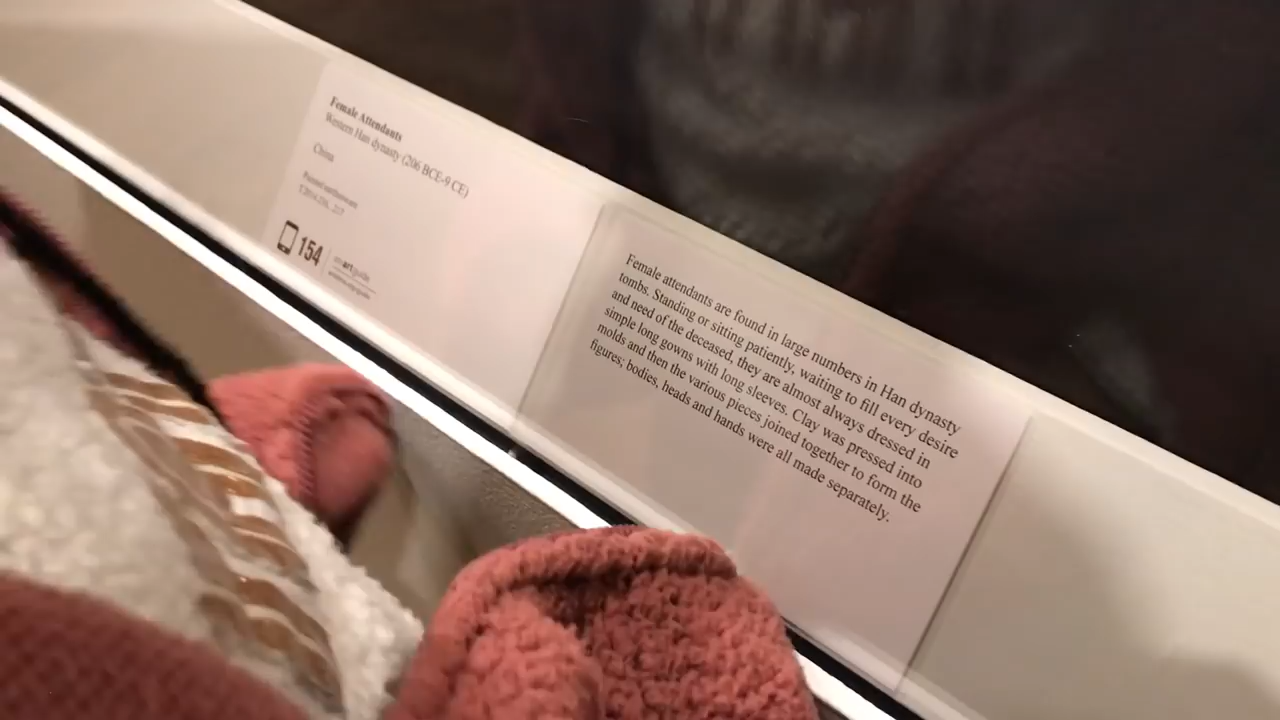 Female Attendants
Western Han dynasty (206 BCE-9 CE)
China
Painted earthenware
154
smartguide
Female attendants are found in large numbers in Han dynasty
tombs. Standing or sitting patiently, waiting to fill every desire
and need of the deceased, they are almost always dressed in
simple long gowns with long sleeves. Clay was pressed into
molds and then the various pieces joined together to form the
figures; bodies, heads and hands were all made separately.